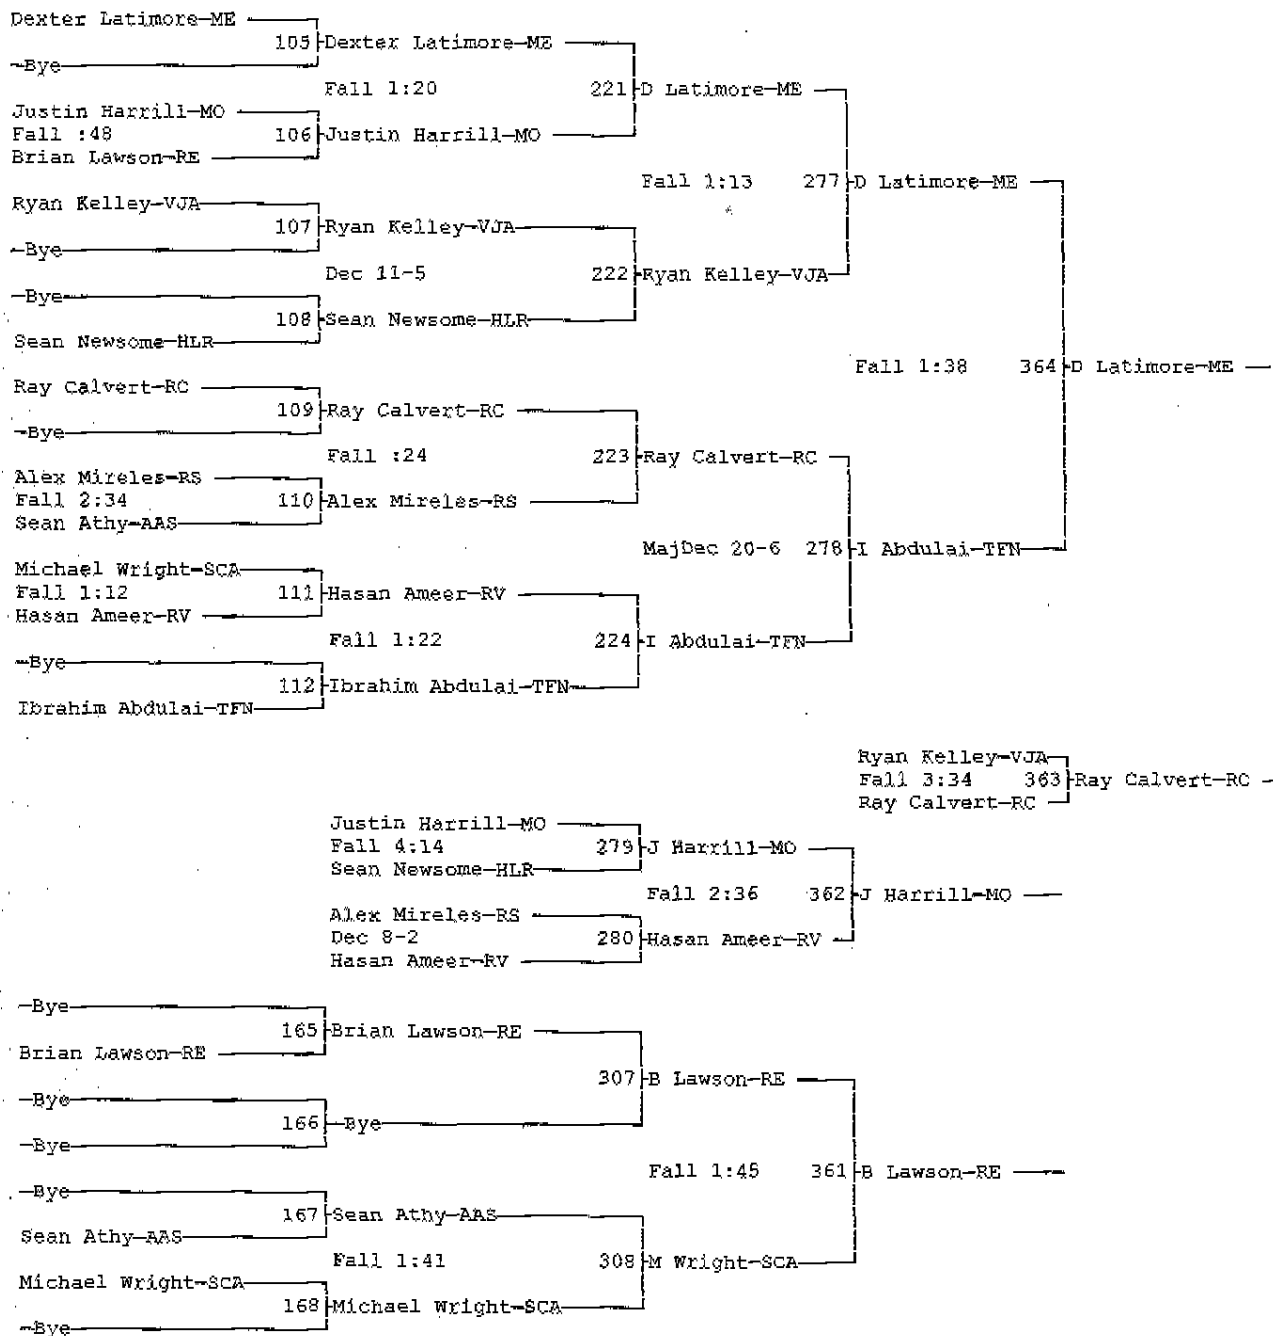 Dexter Latimore-ME
105 Dexter Latimore-ME
-Bye
Fall 1:20 221 D Latimore-ME
Justin Harrill-MO
Fall :48 106 Justin Harrill-MO
Brian Lawson-RE
Fall 1:13 277 D Latimore-ME
Ryan Kelley-VJA
107 Ryan Kelley-VJA
-Bye
Dec 11-5 222 Ryan Kelley-VJA
-Bye
108 Sean Newsome-HLR
Sean Newsome-HLR
Fall 1:38 364 D Latimore-ME
Ray Calvert-RC
109 Ray Calvert-RC
-Bye
Fall :24 223 Ray Calvert-RC
Alex Mireles-RS
Fall 2:34 110 Alex Mireles-RS
Sean Athy-AAS
MajDec 20-6 278 I Abdulai-TFN
Michael Wright-SCA
Fall 1:12 111 Hasan Ameer-RV
Hasan Ameer-RV
Fall 1:22 224 I Abdulai-TFN
-Bye
112 Ibrahim Abdulai-TFN
Ibrahim Abdulai-TFN
Ryan Kelley-VJA
Fall 3:34 363 Ray Calvert-RC
Ray Calvert-RC
Justin Harrill-MO
Fall 4:14 279 J Harrill-MO
Sean Newsome-HLR
Fall 2:36 362 J Harrill-MO
Alex Mireles-RS
Dec 8-2 280 Hasan Ameer-RV
Hasan Ameer-RV
-Bye
165 Brian Lawson-RE
Brian Lawson-RE
307 B Lawson-RE
-Bye
166 -Bye
-Bye
Fall 1:45 361 B Lawson-RE
-Bye
167 Sean Athy-AAS
Sean Athy-AAS
Fall 1:41 308 M Wright-SCA
Michael Wright-SCA
168 Michael Wright-SCA
-Bye